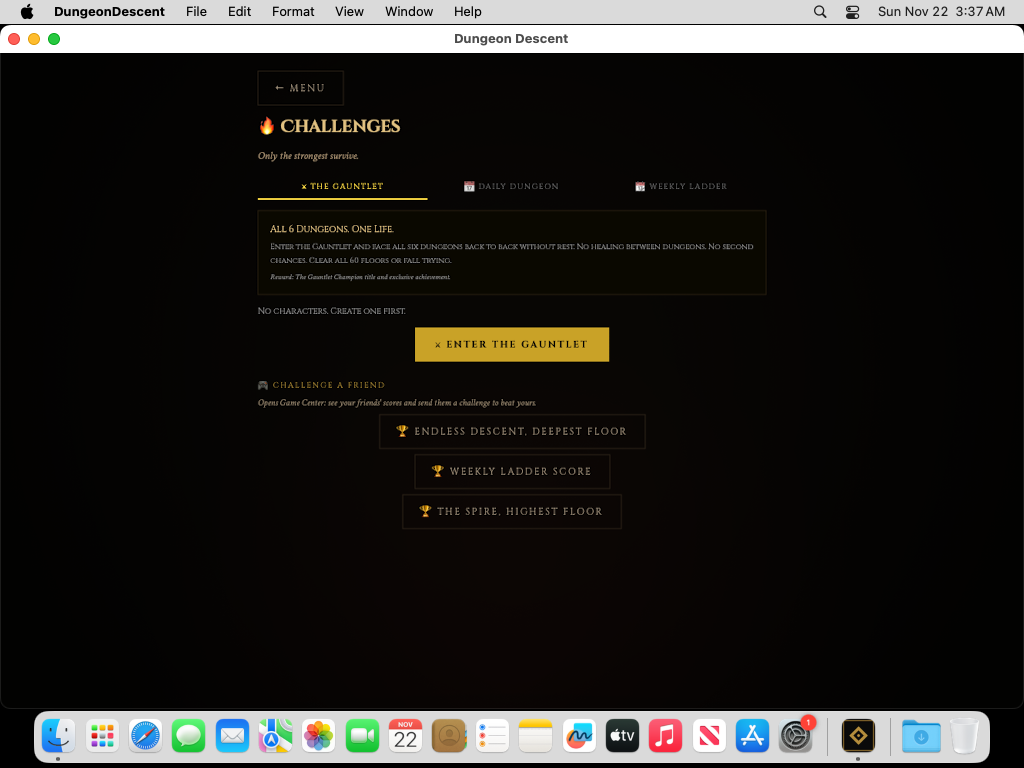 DungeonDescent File Edit Format View Window Help Sun Nov 22 3:37 AM
Dungeon Descent
← MENU
CHALLENGES
Only the strongest survive.
THE GAUNTLET DAILY DUNGEON WEEKLY LADDER
All 6 Dungeons. One Life.
Enter the Gauntlet and face all six dungeons back to back without rest. No healing between dungeons. No second
chances. Clear all 60 floors or fall trying.
Reward: The Gauntlet Champion title and exclusive achievement.
No characters. Create one first.
ENTER THE GAUNTLET
CHALLENGE A FRIEND
Opens Game Center: see your friends' scores and send them a challenge to beat yours.
ENDLESS DESCENT, DEEPEST FLOOR
WEEKLY LADDER SCORE
THE SPIRE, HIGHEST FLOOR
NOV
22
tv
1